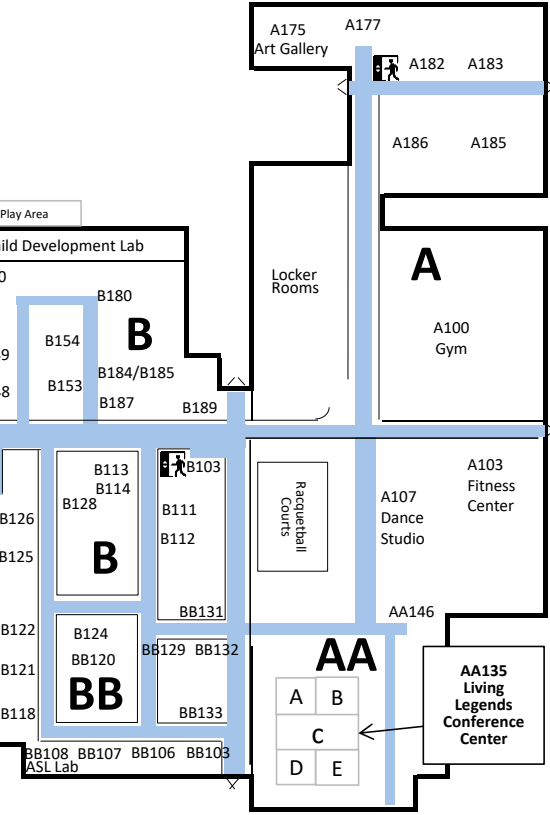 A177
A175
Art Gallery
A182
A183
A186
A185
Play Area
ild Development Lab
A
Locker
Rooms
0
B180
B
B154
A100
Gym
9
B184/B185
B153
8
B187
B189
B113
B103
B114
B128
A103
Fitness
Center
Racquetball
Courts
A107
Dance
Studio
B111
B126
B112
B125
B
BB131
AA146
B122
B124
BB129
BB132
AA
BB120
B121
BB
AA135
Living
Legends
Conference
Center
A
B
C
D
E
B118
BB133
BB108
BB107
BB106
BB103
ASL Lab